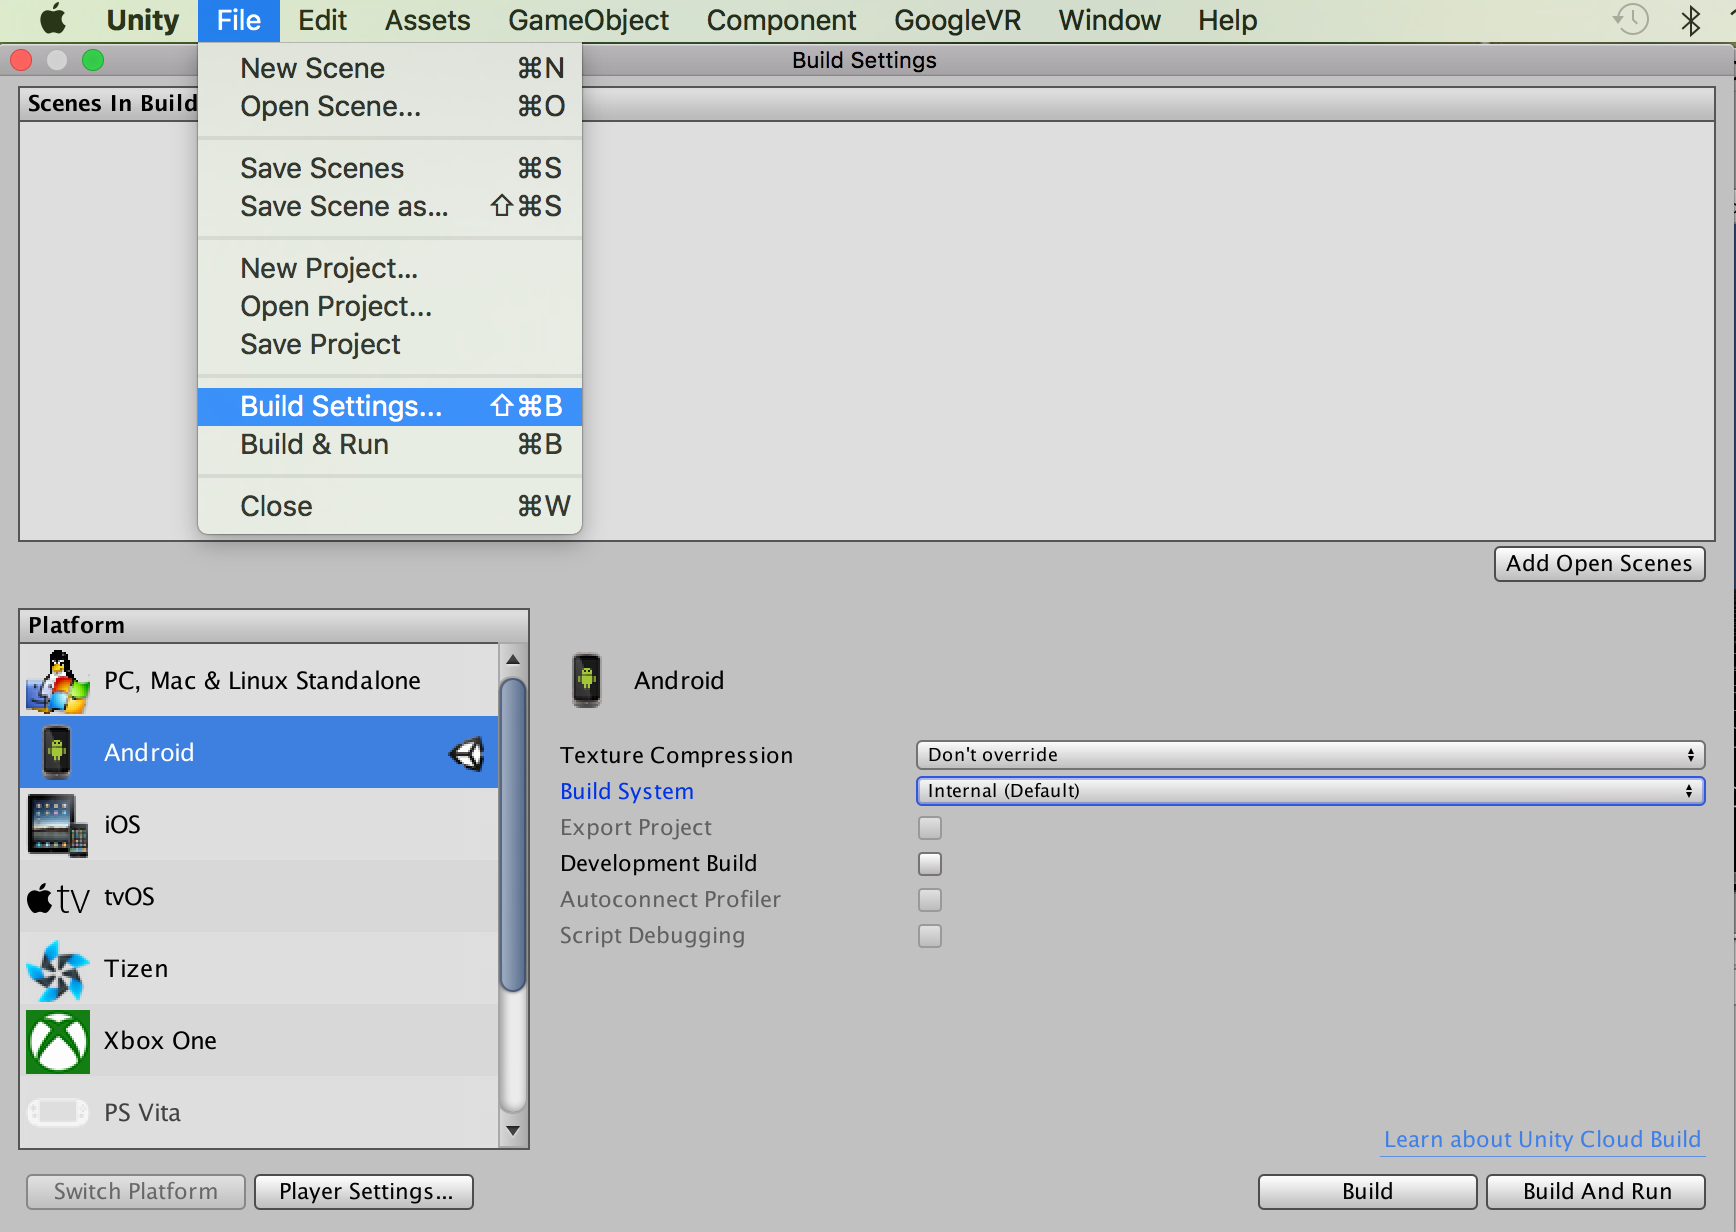 Unity File Edit Assets GameObject Component GoogleVR Window Help
Build Settings
Scenes In Build
New Scene ⌘N
Open Scene... ⌘O
Save Scenes ⌘S
Save Scene as... ⇧⌘S
New Project...
Open Project...
Save Project
Build Settings... ⇧⌘B
Build & Run ⌘B
Close ⌘W
Add Open Scenes
Platform
PC, Mac & Linux Standalone
Android
iOS
tv tvOS
Tizen
Xbox One
PS Vita
Android
Texture Compression Don't override
Build System Internal (Default)
Export Project
Development Build
Autoconnect Profiler
Script Debugging
Learn about Unity Cloud Build
Switch Platform Player Settings... Build Build And Run